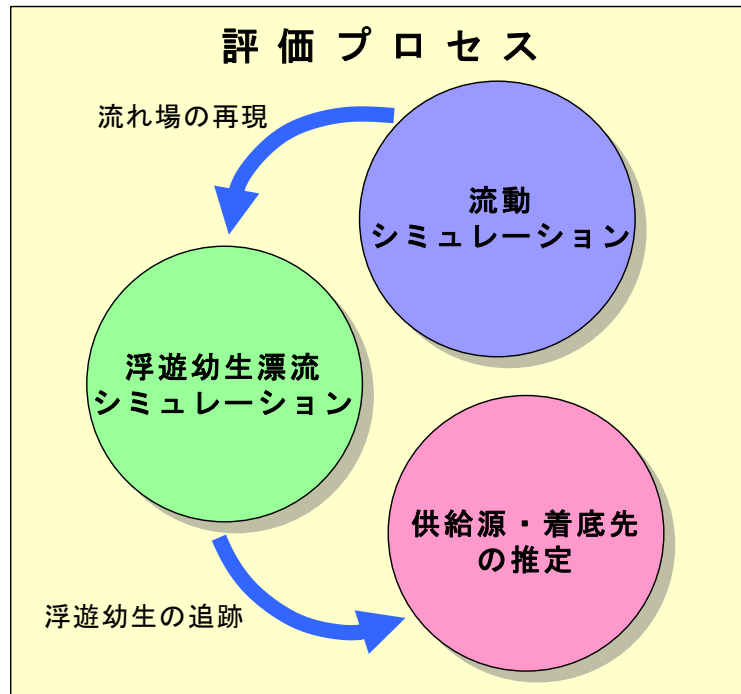 評価プロセス
流れ場の再現
流動
シミュレーション
浮遊幼生漂流
シミュレーション
供給源・着底先
の推定
浮遊幼生の追跡